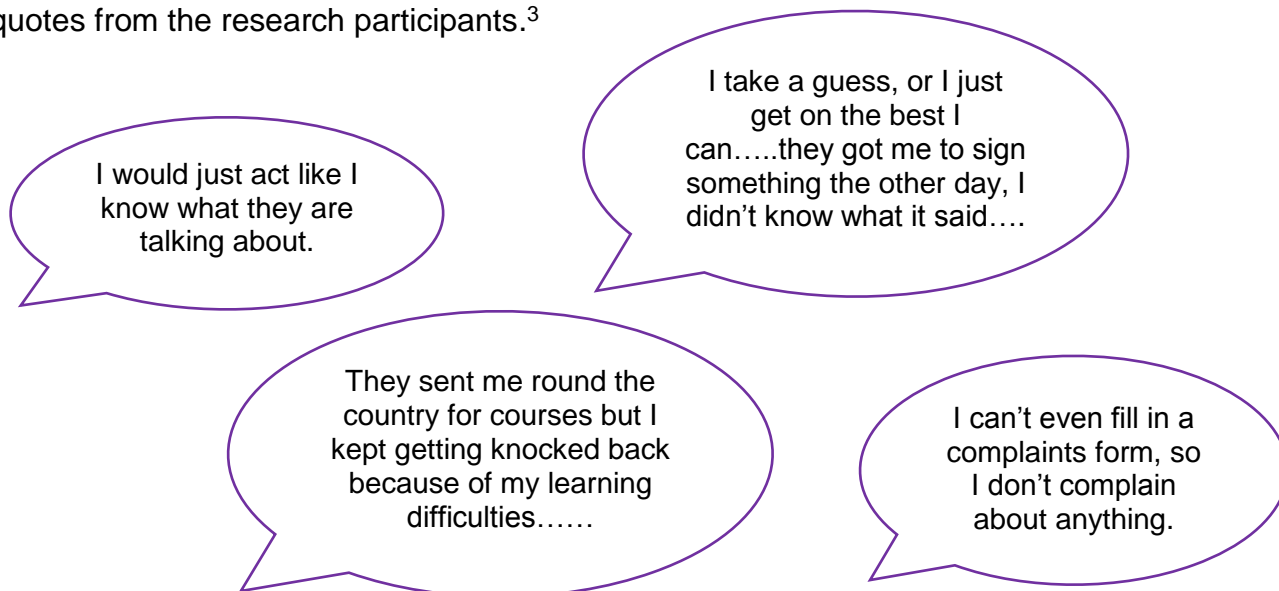 quotes from the research participants.³
I would just act like I
know what they are
talking about.
I take a guess, or I just
get on the best I
can…..they got me to sign
something the other day, I
didn’t know what it said….
They sent me round the
country for courses but I
kept getting knocked back
because of my learning
difficulties……
I can’t even fill in a
complaints form, so
I don’t complain
about anything.